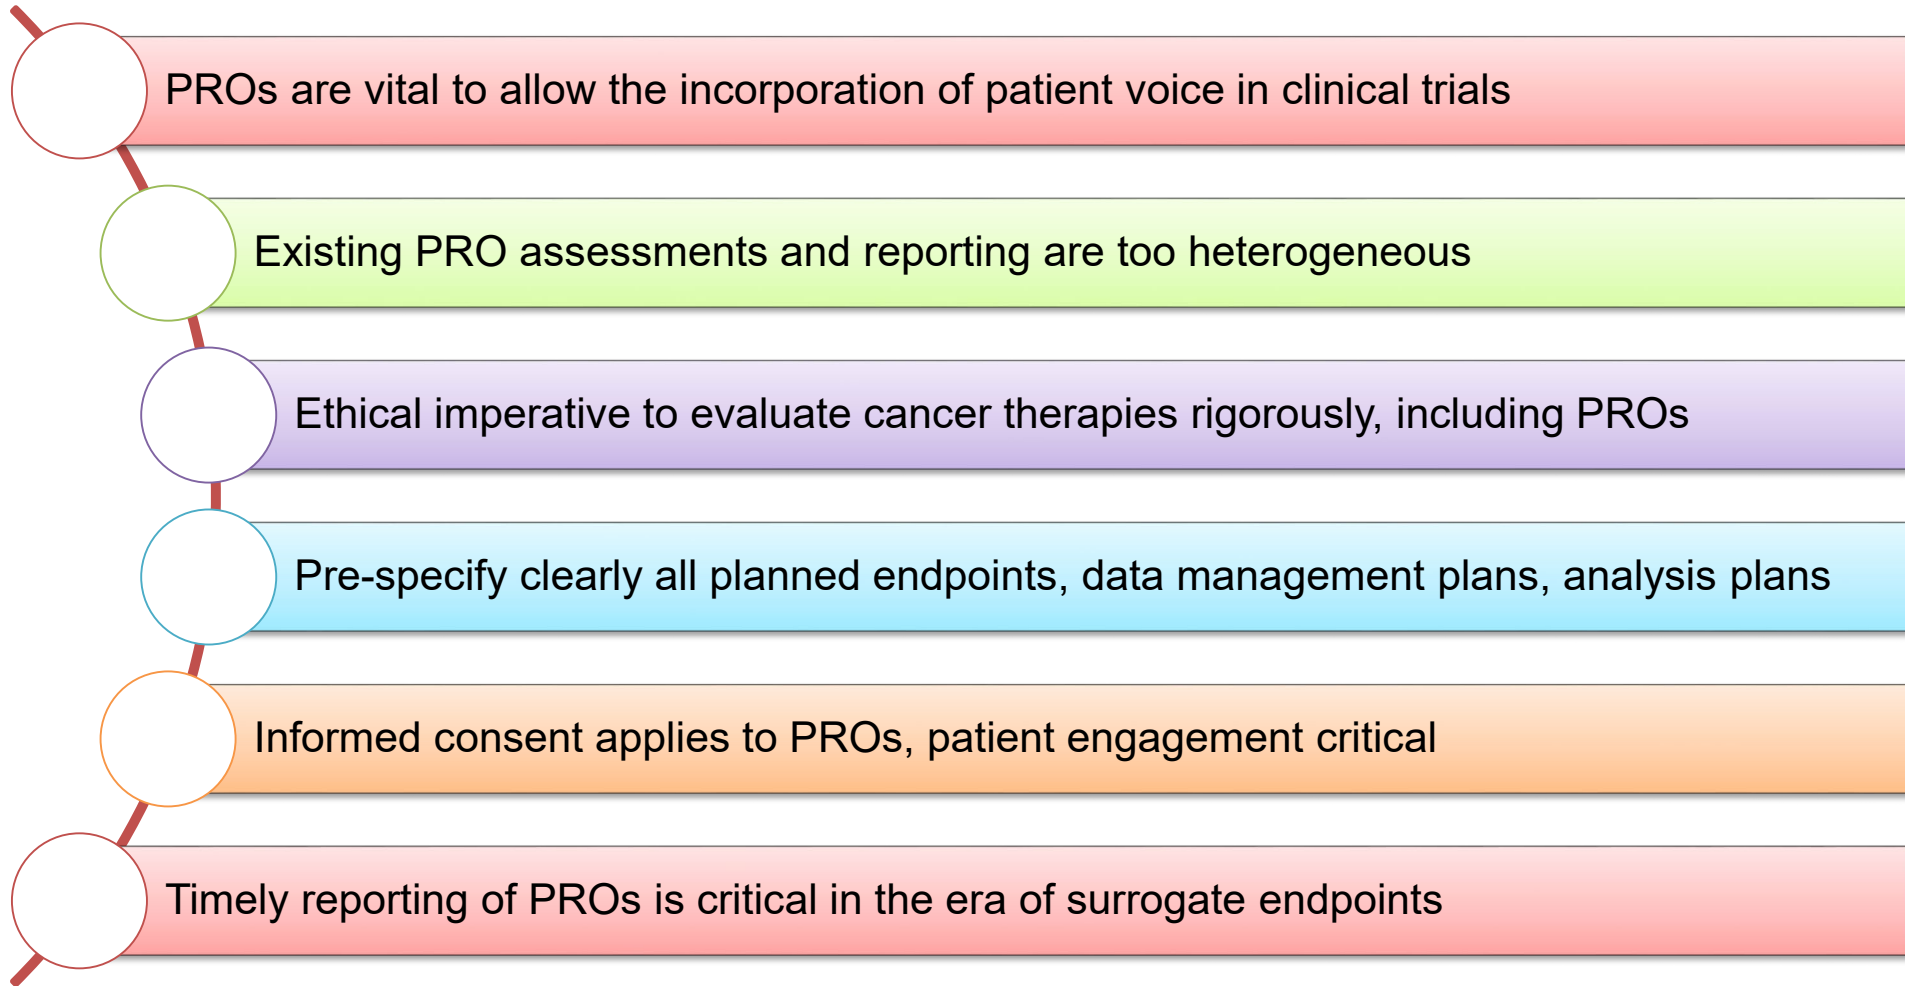 PROs are vital to allow the incorporation of patient voice in clinical trials
Existing PRO assessments and reporting are too heterogeneous
Ethical imperative to evaluate cancer therapies rigorously, including PROs
Pre-specify clearly all planned endpoints, data management plans, analysis plans
Informed consent applies to PROs, patient engagement critical
Timely reporting of PROs is critical in the era of surrogate endpoints